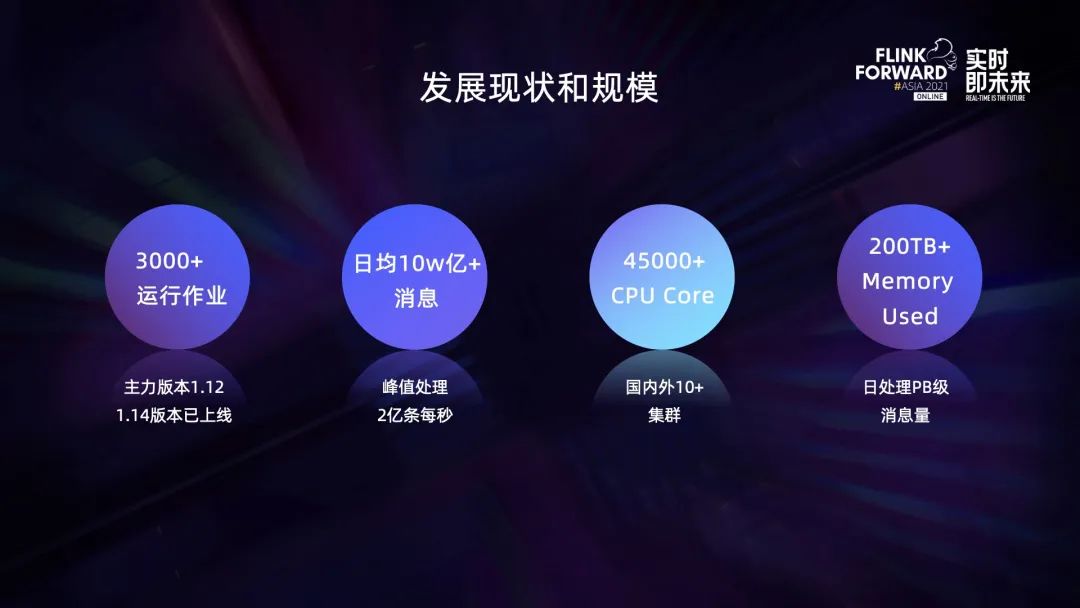 发展现状和规模
FLINK
FORWARD
#ASIA 2021
ONLINE
实时
即未来
REAL-TIME IS THE FUTURE
3000+
运行作业
主力版本1.12
1.14版本已上线
日均10w亿+
消息
峰值处理
2亿条每秒
45000+
CPU Core
国内外10+
集群
200TB+
Memory
Used
日处理PB级
消息量